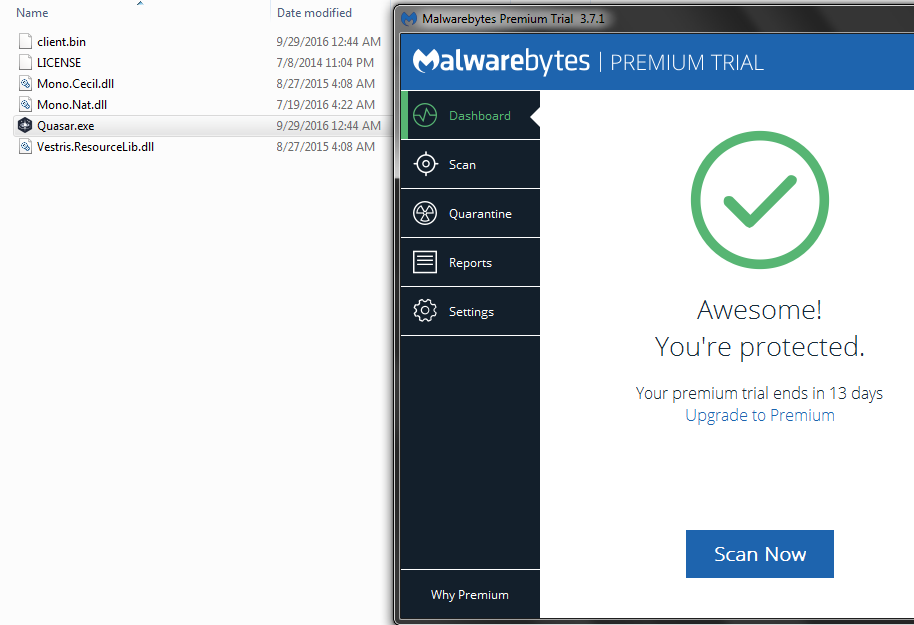 Name Date modified
client.bin 9/29/2016 12:44 AM
LICENSE 7/8/2014 11:04 PM
Mono.Cecil.dll 8/27/2015 4:08 AM
Mono.Nat.dll 7/19/2016 4:22 AM
Quasar.exe 9/29/2016 12:44 AM
Vestris.ResourceLib.dll 8/27/2015 4:08 AM
Malwarebytes Premium Trial 3.7.1
Malwarebytes | PREMIUM TRIAL
Dashboard
Scan
Quarantine
Reports
Settings
Why Premium
Awesome!
You're protected.
Your premium trial ends in 13 days
Upgrade to Premium
Scan Now